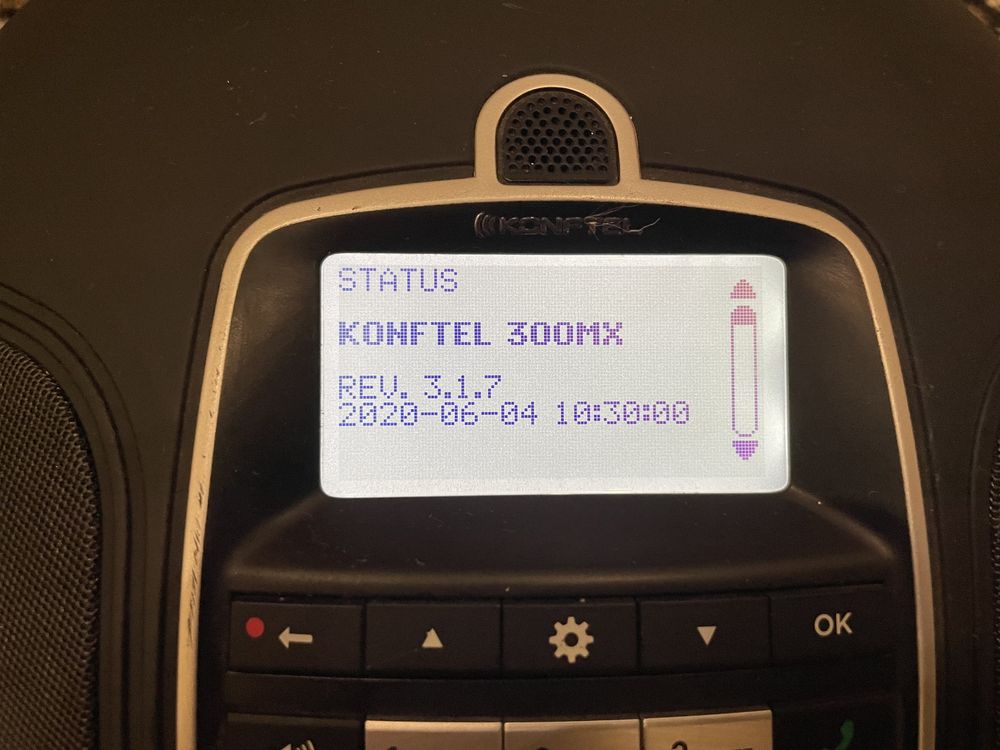 KONFTEL
STATUS
KONFTEL 300MX
REV. 3.1.7
2020-06-04 10:30:00
OK